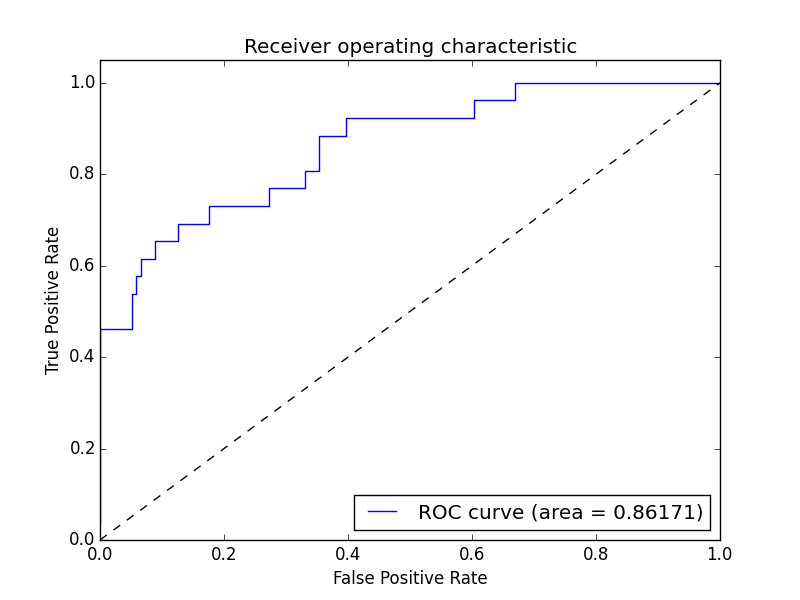 Receiver operating characteristic
1.0
0.8
0.6
0.4
0.2
0.0
True Positive Rate
ROC curve (area = 0.86171)
0.0 0.2 0.4 0.6 0.8 1.0
False Positive Rate